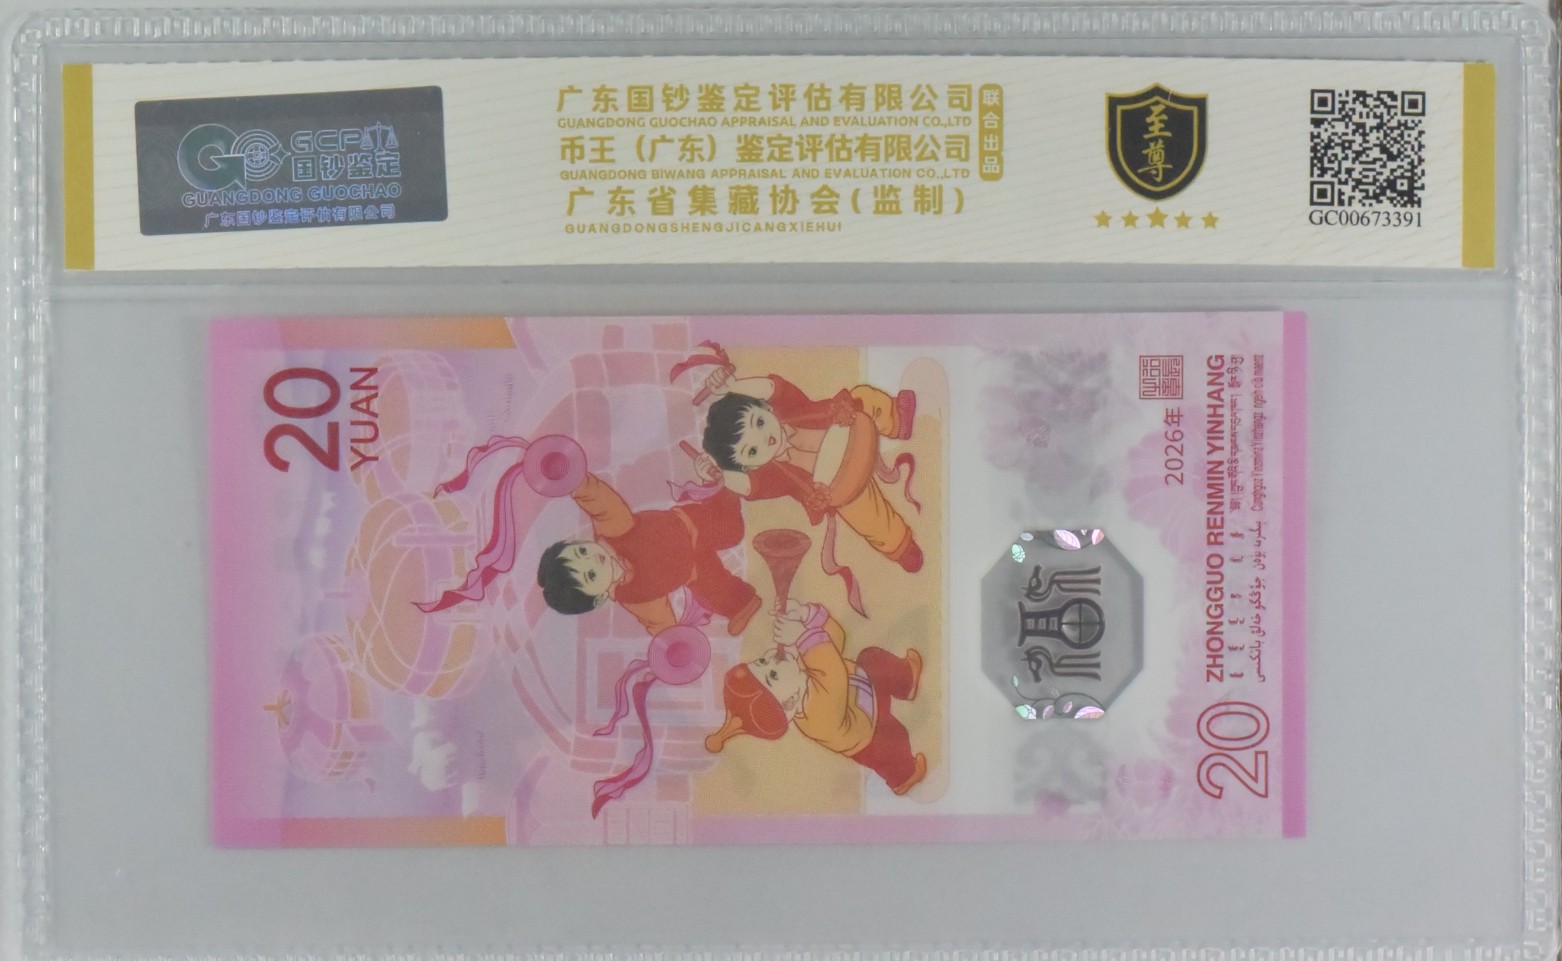 GCP
国钞鉴定
GUANGDONG GUOCHAO
广东国钞鉴定评估有限公司
广东国钞鉴定评估有限公司
GUANGDONG GUOCHAO APPRAISAL AND EVALUATION CO.,LTD
币王（广东）鉴定评估有限公司
GUANGDONG BIWANG APPRAISAL AND EVALUATION CO.,LTD
联合出品
广东省集藏协会(监制)
GUANGDONGSHENGJICANGXIEHUI
至尊
GC00673391
20
YUAN
2026年
ZHONGGUO RENMIN YINHANG
20